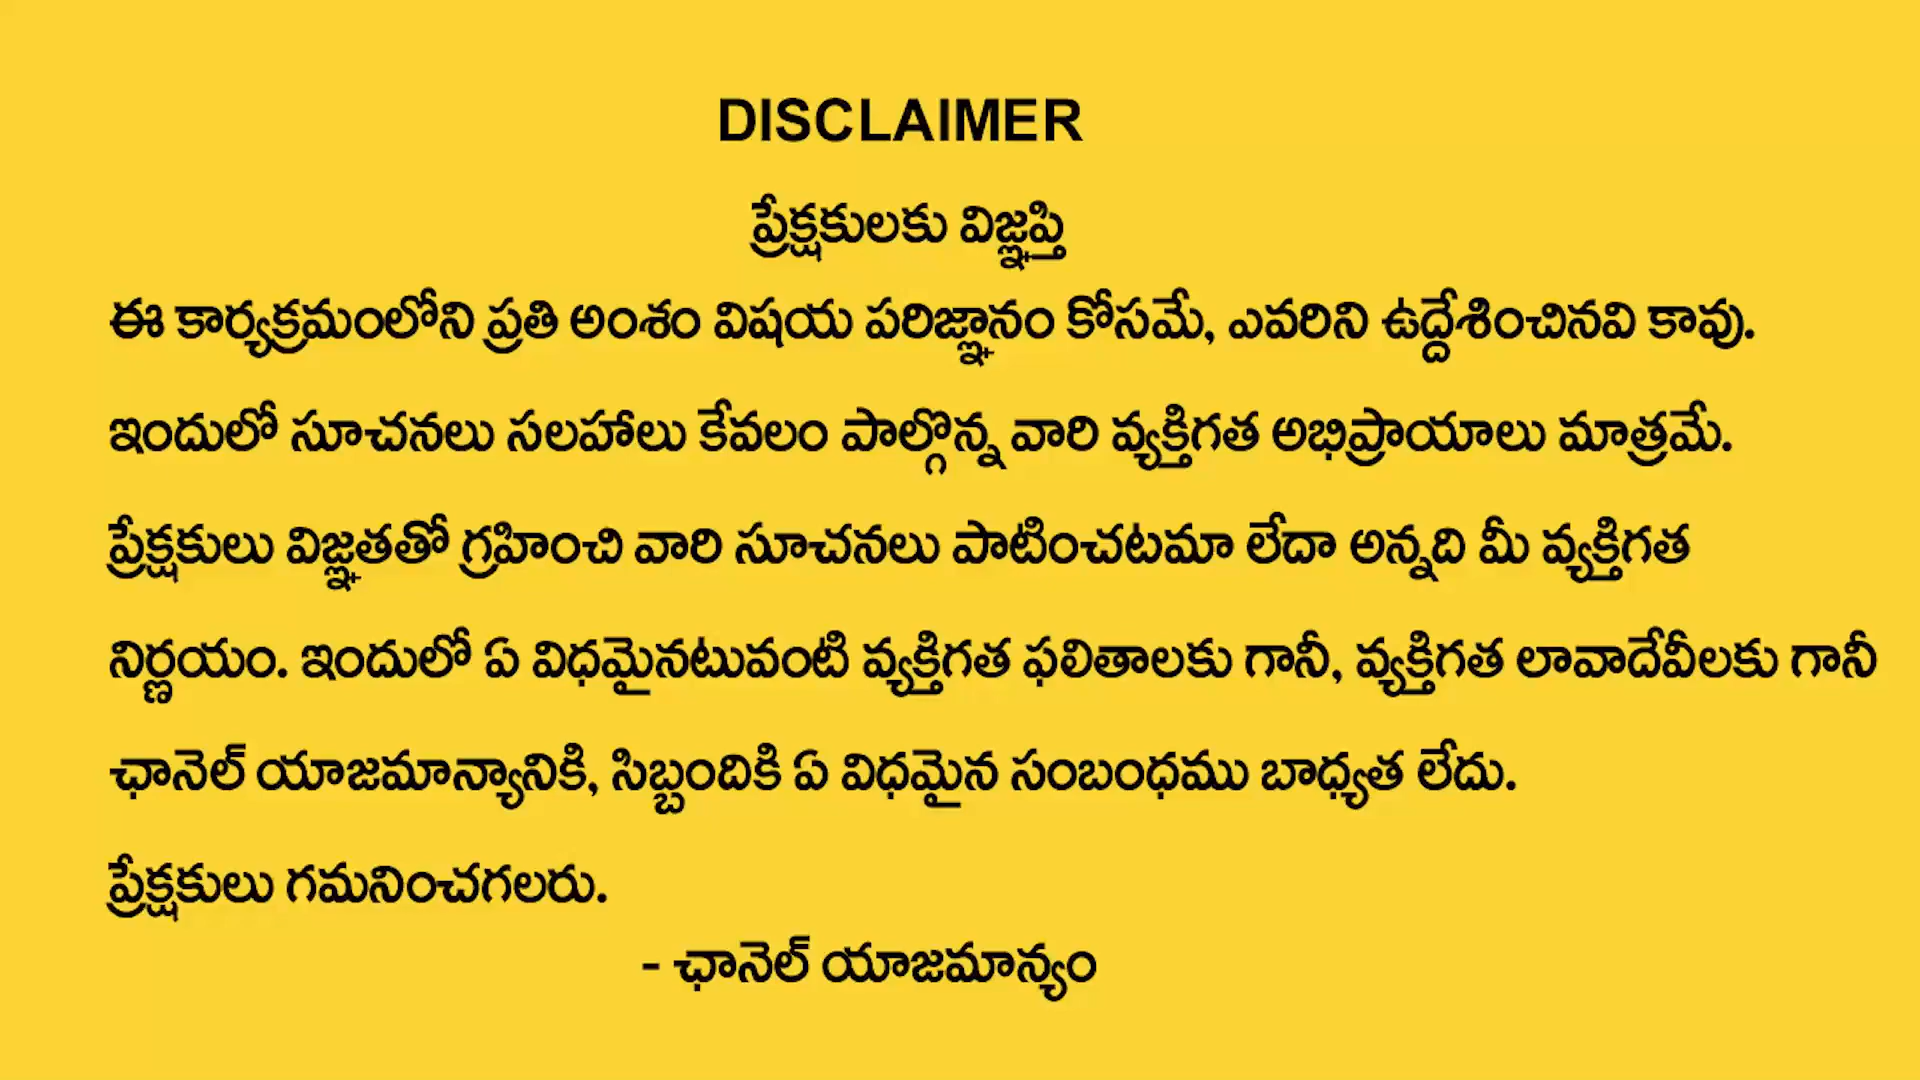 DISCLAIMER
ప్రేక్షకులకు విజ్ఞప్తి
ఈ కార్యక్రమంలోని ప్రతి అంశం విషయ పరిజ్ఞానం కోసమే, ఎవరిని ఉద్దేశించినవి కావు.
ఇందులో సూచనలు సలహాలు కేవలం పాల్గొన్న వారి వ్యక్తిగత అభిప్రాయాలు మాత్రమే.
ప్రేక్షకులు విజ్ఞతతో గ్రహించి వారి సూచనలు పాటించటమా లేదా అన్నది మీ వ్యక్తిగత
నిర్ణయం. ఇందులో ఏ విధమైనటువంటి వ్యక్తిగత ఫలితాలకు గానీ, వ్యక్తిగత లావాదేవీలకు గానీ
ఛానెల్ యాజమాన్యానికి, సిబ్బందికి ఏ విధమైన సంబంధము బాధ్యత లేదు.
ప్రేక్షకులు గమనించగలరు.
- ఛానెల్ యాజమాన్యం